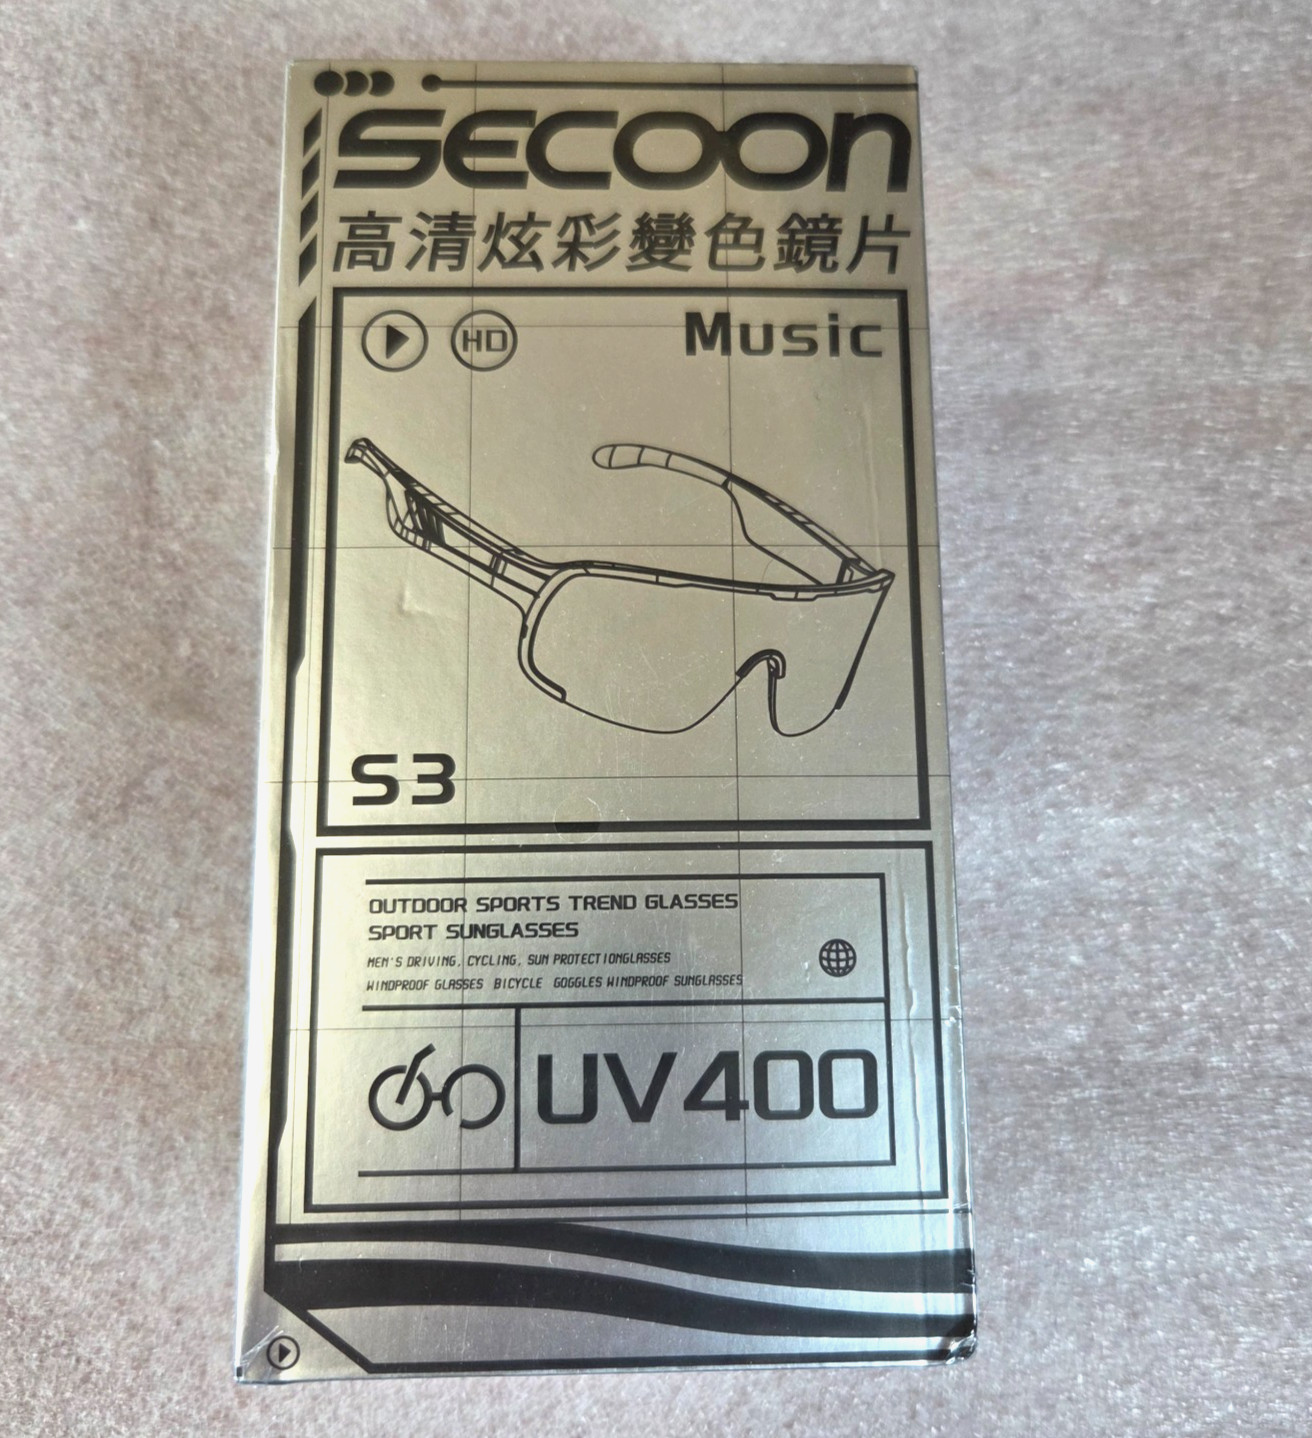 SECOON
高清炫彩變色鏡片
HD
Music
S3
OUTDOOR SPORTS TREND GLASSES
SPORT SUNGLASSES
MEN'S DRIVING, CYCLING, SUN PROTECTIONGLASSES
WINDPROOF GLASSES BICYCLE GOGGLES WINDPROOF SUNGLASSES
UV400